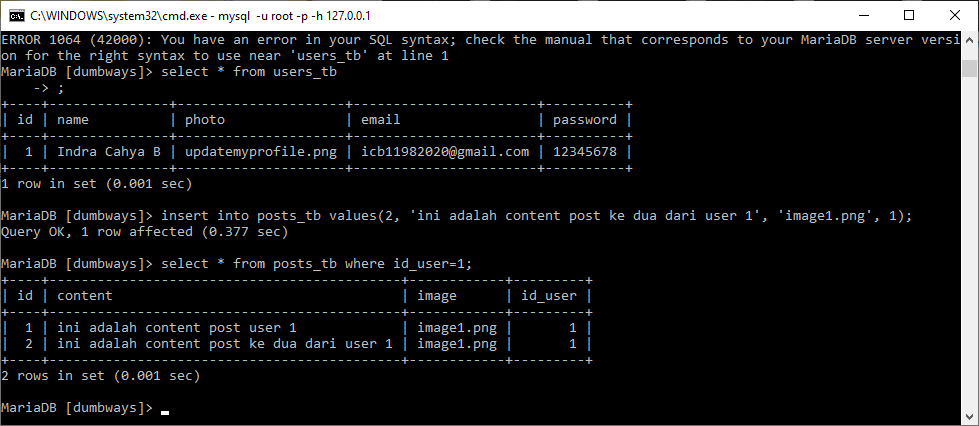 C:\WINDOWS\system32\cmd.exe - mysql  -u root -p -h 127.0.0.1
ERROR 1064 (42000): You have an error in your SQL syntax; check the manual that corresponds to your MariaDB server versi
on for the right syntax to use near 'users_tb' at line 1
MariaDB [dumbways]> select * from users_tb
    -> ;
+----+---------------+--------------------+-----------------------+----------+
| id | name          | photo              | email                 | password |
+----+---------------+--------------------+-----------------------+----------+
|  1 | Indra Cahya B | updatemyprofile.png | icb11982020@gmail.com | 12345678 |
+----+---------------+--------------------+-----------------------+----------+
1 row in set (0.001 sec)
MariaDB [dumbways]> insert into posts_tb values(2, 'ini adalah content post ke dua dari user 1', 'image1.png', 1);
Query OK, 1 row affected (0.377 sec)
MariaDB [dumbways]> select * from posts_tb where id_user=1;
+----+--------------------------------------------+------------+---------+
| id | content                                    | image      | id_user |
+----+--------------------------------------------+------------+---------+
|  1 | ini adalah content post user 1             | image1.png |       1 |
|  2 | ini adalah content post ke dua dari user 1 | image1.png |       1 |
+----+--------------------------------------------+------------+---------+
2 rows in set (0.001 sec)
MariaDB [dumbways]>